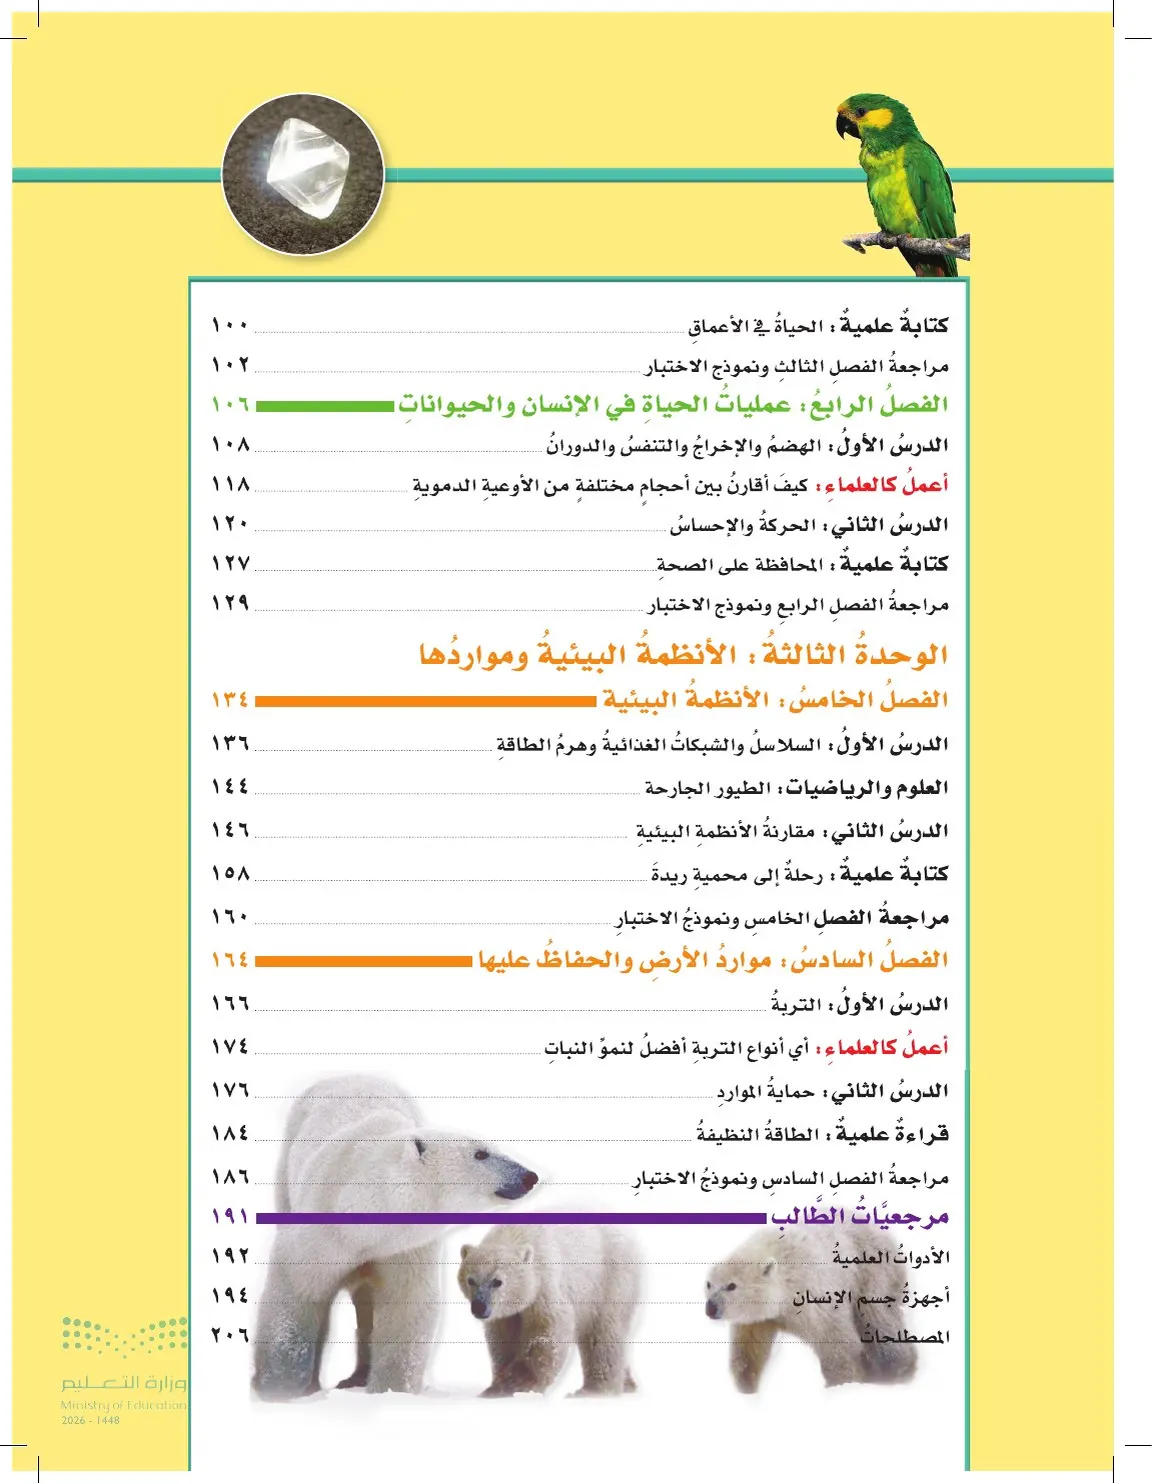 كتابةٌ علميةٌ: الحياةُ في الأعماقِ ١٠٠
مراجعةُ الفصلِ الثالثِ ونموذج الاختبار ١٠٢
الفصلُ الرابعُ: عملياتُ الحياةِ في الإنسان والحيواناتِ ١٠٦
الدرسُ الأولُ: الهضمُ والإخراجُ والتنفسُ والدورانُ ١٠٨
أعملُ كالعلماءِ: كيفَ أقارنُ بين أحجامٍ مختلفةٍ من الأوعيةِ الدمويةِ ١١٨
الدرسُ الثاني: الحركةُ والإحساسُ ١٢٠
كتابةٌ علميةٌ: المحافظة على الصحةِ ١٢٧
مراجعةُ الفصلِ الرابعِ ونموذج الاختبار ١٢٩
الوحدةُ الثالثةُ: الأنظمةُ البيئيةُ ومواردُها
الفصلُ الخامسُ: الأنظمةُ البيئية ١٣٤
الدرسُ الأولُ: السلاسلُ والشبكاتُ الغذائيةُ وهرمُ الطاقةِ ١٣٦
العلوم والرياضيات: الطيور الجارحة ١٤٤
الدرسُ الثاني: مقارنةُ الأنظمةِ البيئيةِ ١٤٦
كتابةٌ علميةٌ: رحلةٌ إلى محميةِ ريدةَ ١٥٨
مراجعةُ الفصلِ الخامسِ ونموذجُ الاختبارِ ١٦٠
الفصلُ السادسُ: مواردُ الأرضِ والحفاظُ عليها ١٦٤
الدرسُ الأولُ: التربةُ ١٦٦
أعملُ كالعلماءِ: أي أنواع التربةِ أفضلُ لنموِّ النباتِ ١٧٤
الدرسُ الثاني: حمايةُ المواردِ ١٧٦
قراءةٌ علميةٌ: الطاقةُ النظيفةُ ١٨٤
مراجعةُ الفصلِ السادسِ ونموذجُ الاختبارِ ١٨٦
مرجعيَّاتُ الطَّالبِ ١٩١
الأدواتُ العلميةُ ١٩٢
أجهزةُ جسمِ الإنسانِ ١٩٤
المصطلحاتُ ٢٠٦
وزارة التعليم
Ministry of Education
2026 - 1448